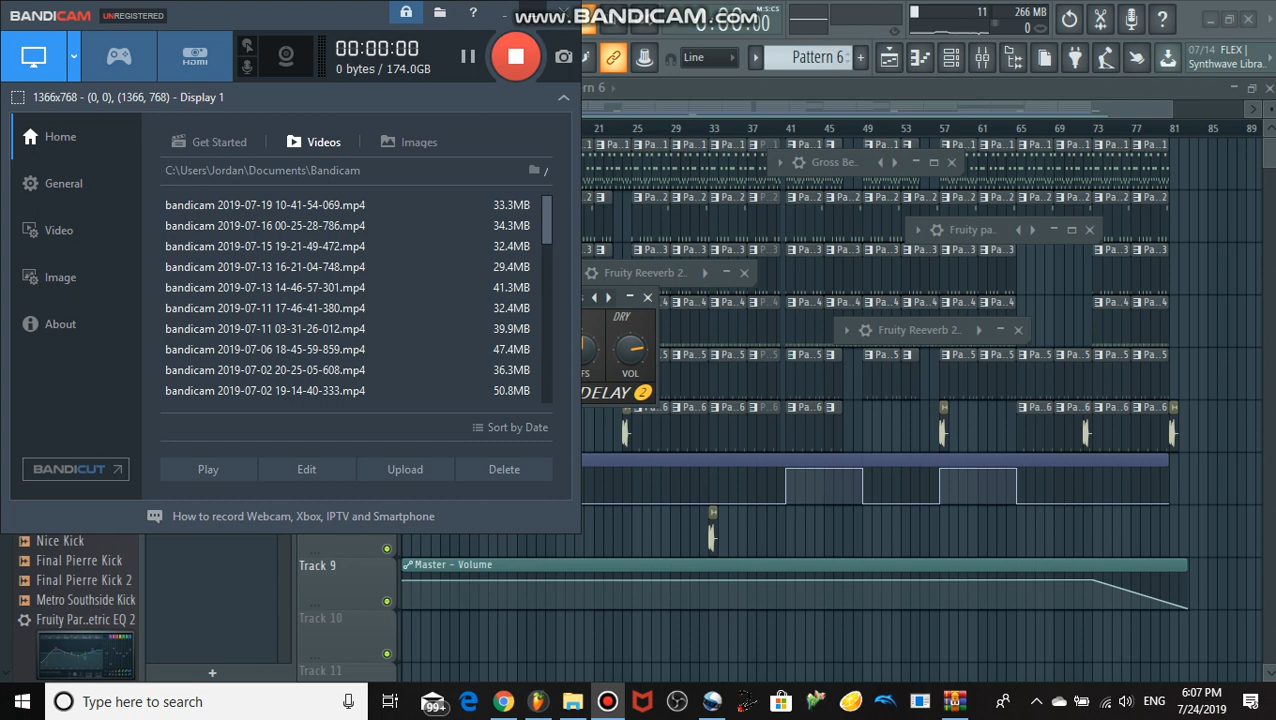 BANDICAM UNREGISTERED
www.BANDICAM.com
00:00:00
0 bytes / 174.0GB
HDMI
M:S:CS
0:00:00
11
266 MB
0
Line
Pattern 6
07/14 FLEX |
Synthwave Libra..
1366x768 - (0, 0), (1366, 768) - Display 1
Home
General
Video
Image
About
BANDICUT
Get Started
Videos
Images
C:\Users\Jordan\Documents\Bandicam
/
bandicam 2019-07-19 10-41-54-069.mp4 33.3MB
bandicam 2019-07-16 00-25-28-786.mp4 34.3MB
bandicam 2019-07-15 19-21-49-472.mp4 32.4MB
bandicam 2019-07-13 16-21-04-748.mp4 29.4MB
bandicam 2019-07-13 14-46-57-301.mp4 41.3MB
bandicam 2019-07-11 17-46-41-380.mp4 32.4MB
bandicam 2019-07-11 03-31-26-012.mp4 39.9MB
bandicam 2019-07-06 18-45-59-859.mp4 47.4MB
bandicam 2019-07-02 20-25-05-608.mp4 36.3MB
bandicam 2019-07-02 19-14-40-333.mp4 50.8MB
Sort by Date
Play Edit Upload Delete
How to record Webcam, Xbox, IPTV and Smartphone
21 25 29 33 37 41 45 49 53 57 61 65 69 73 77 81 85 89
Gross Be..
Fruity pa..
Fruity Reeverb 2..
Fruity Reeverb 2..
DRY
VOL
DELAY 2
Nice Kick
Final Pierre Kick
Final Pierre Kick 2
Metro Southside Kick
Fruity Par..etric EQ 2
Track 9
Track 10
Track 11
Master - Volume
Type here to search
99+
ENG
7/24/2019